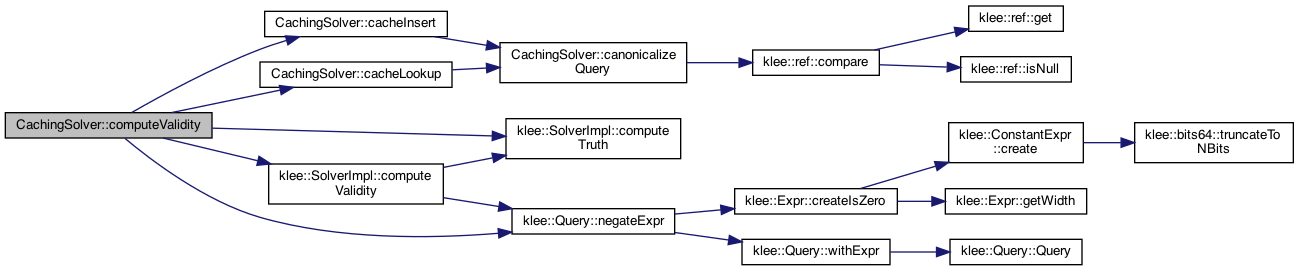 CachingSolver::computeValidity
CachingSolver::cacheInsert
CachingSolver::cacheLookup
klee::SolverImpl::compute
Validity
CachingSolver::canonicalize
Query
klee::SolverImpl::compute
Truth
klee::Query::negateExpr
klee::ref::compare
klee::Expr::createIsZero
klee::Query::withExpr
klee::ref::get
klee::ref::isNull
klee::ConstantExpr
::create
klee::Expr::getWidth
klee::Query::Query
klee::bits64::truncateTo
NBits